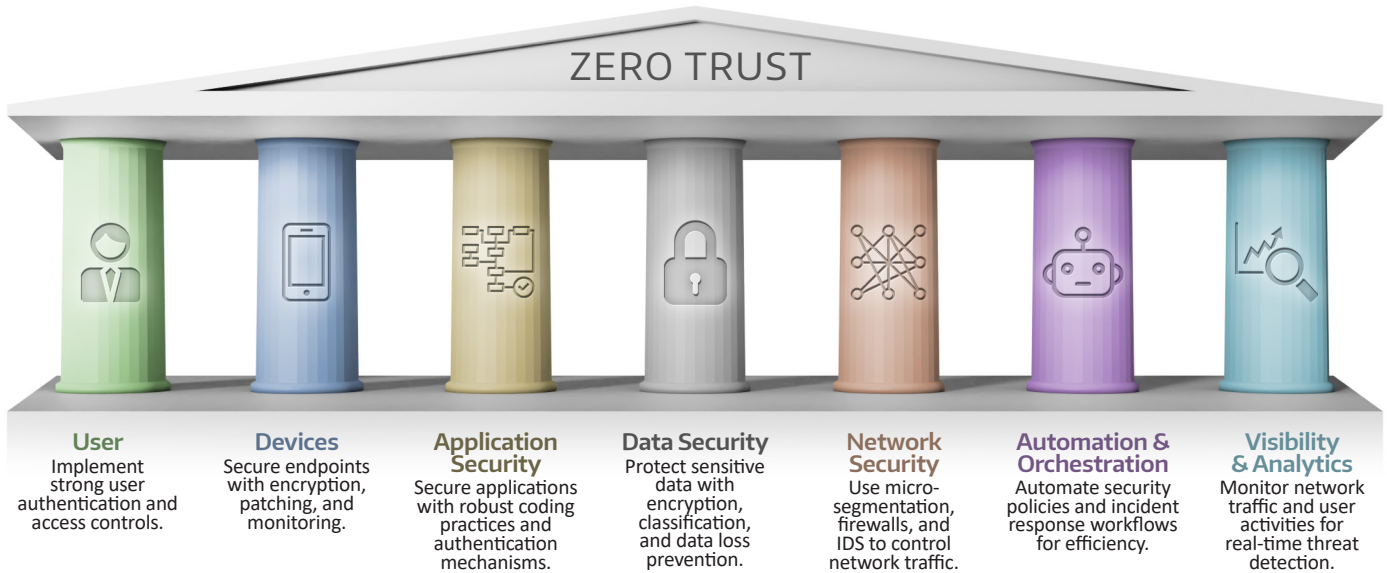 ZERO TRUST
User
Implement
strong user
authentication and
access controls.
Devices
Secure endpoints
with encryption,
patching, and
monitoring.
Application
Security
Secure applications
with robust coding
practices and
authentication
mechanisms.
Data Security
Protect sensitive
data with
encryption,
classification,
and data loss
prevention.
Network
Security
Use micro-
segmentation,
firewalls, and
IDS to control
network traffic.
Automation &
Orchestration
Automate security
policies and incident
response workflows
for efficiency.
Visibility
& Analytics
Monitor network
traffic and user
activities for
real-time threat
detection.